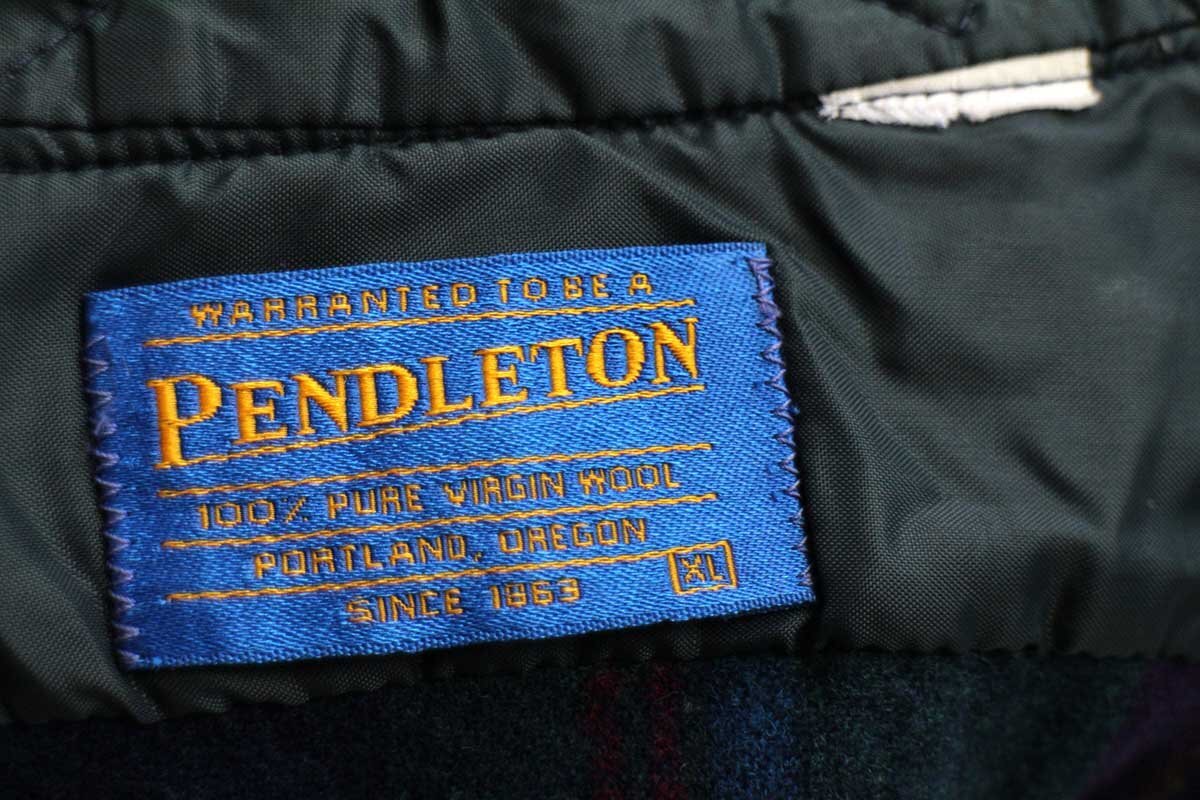 WARRANTED TO BE A
PENDLETON
100% PURE VIRGIN WOOL
PORTLAND, OREGON
SINCE 1863
XL